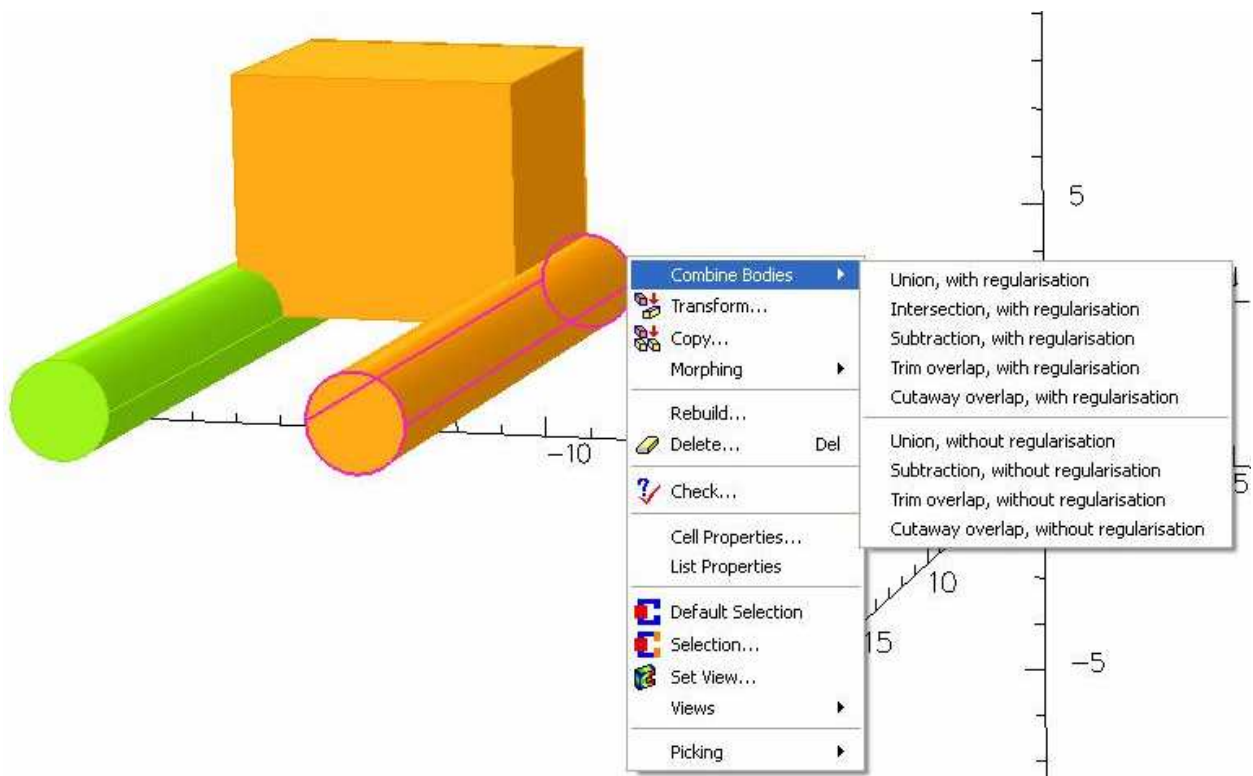 5
-10
10
15
-5
5
Combine Bodies
Transform...
Copy...
Morphing
Rebuild...
Delete... Del
Check...
Cell Properties...
List Properties
Default Selection
Selection...
Set View...
Views
Picking
Union, with regularisation
Intersection, with regularisation
Subtraction, with regularisation
Trim overlap, with regularisation
Cutaway overlap, with regularisation
Union, without regularisation
Subtraction, without regularisation
Trim overlap, without regularisation
Cutaway overlap, without regularisation